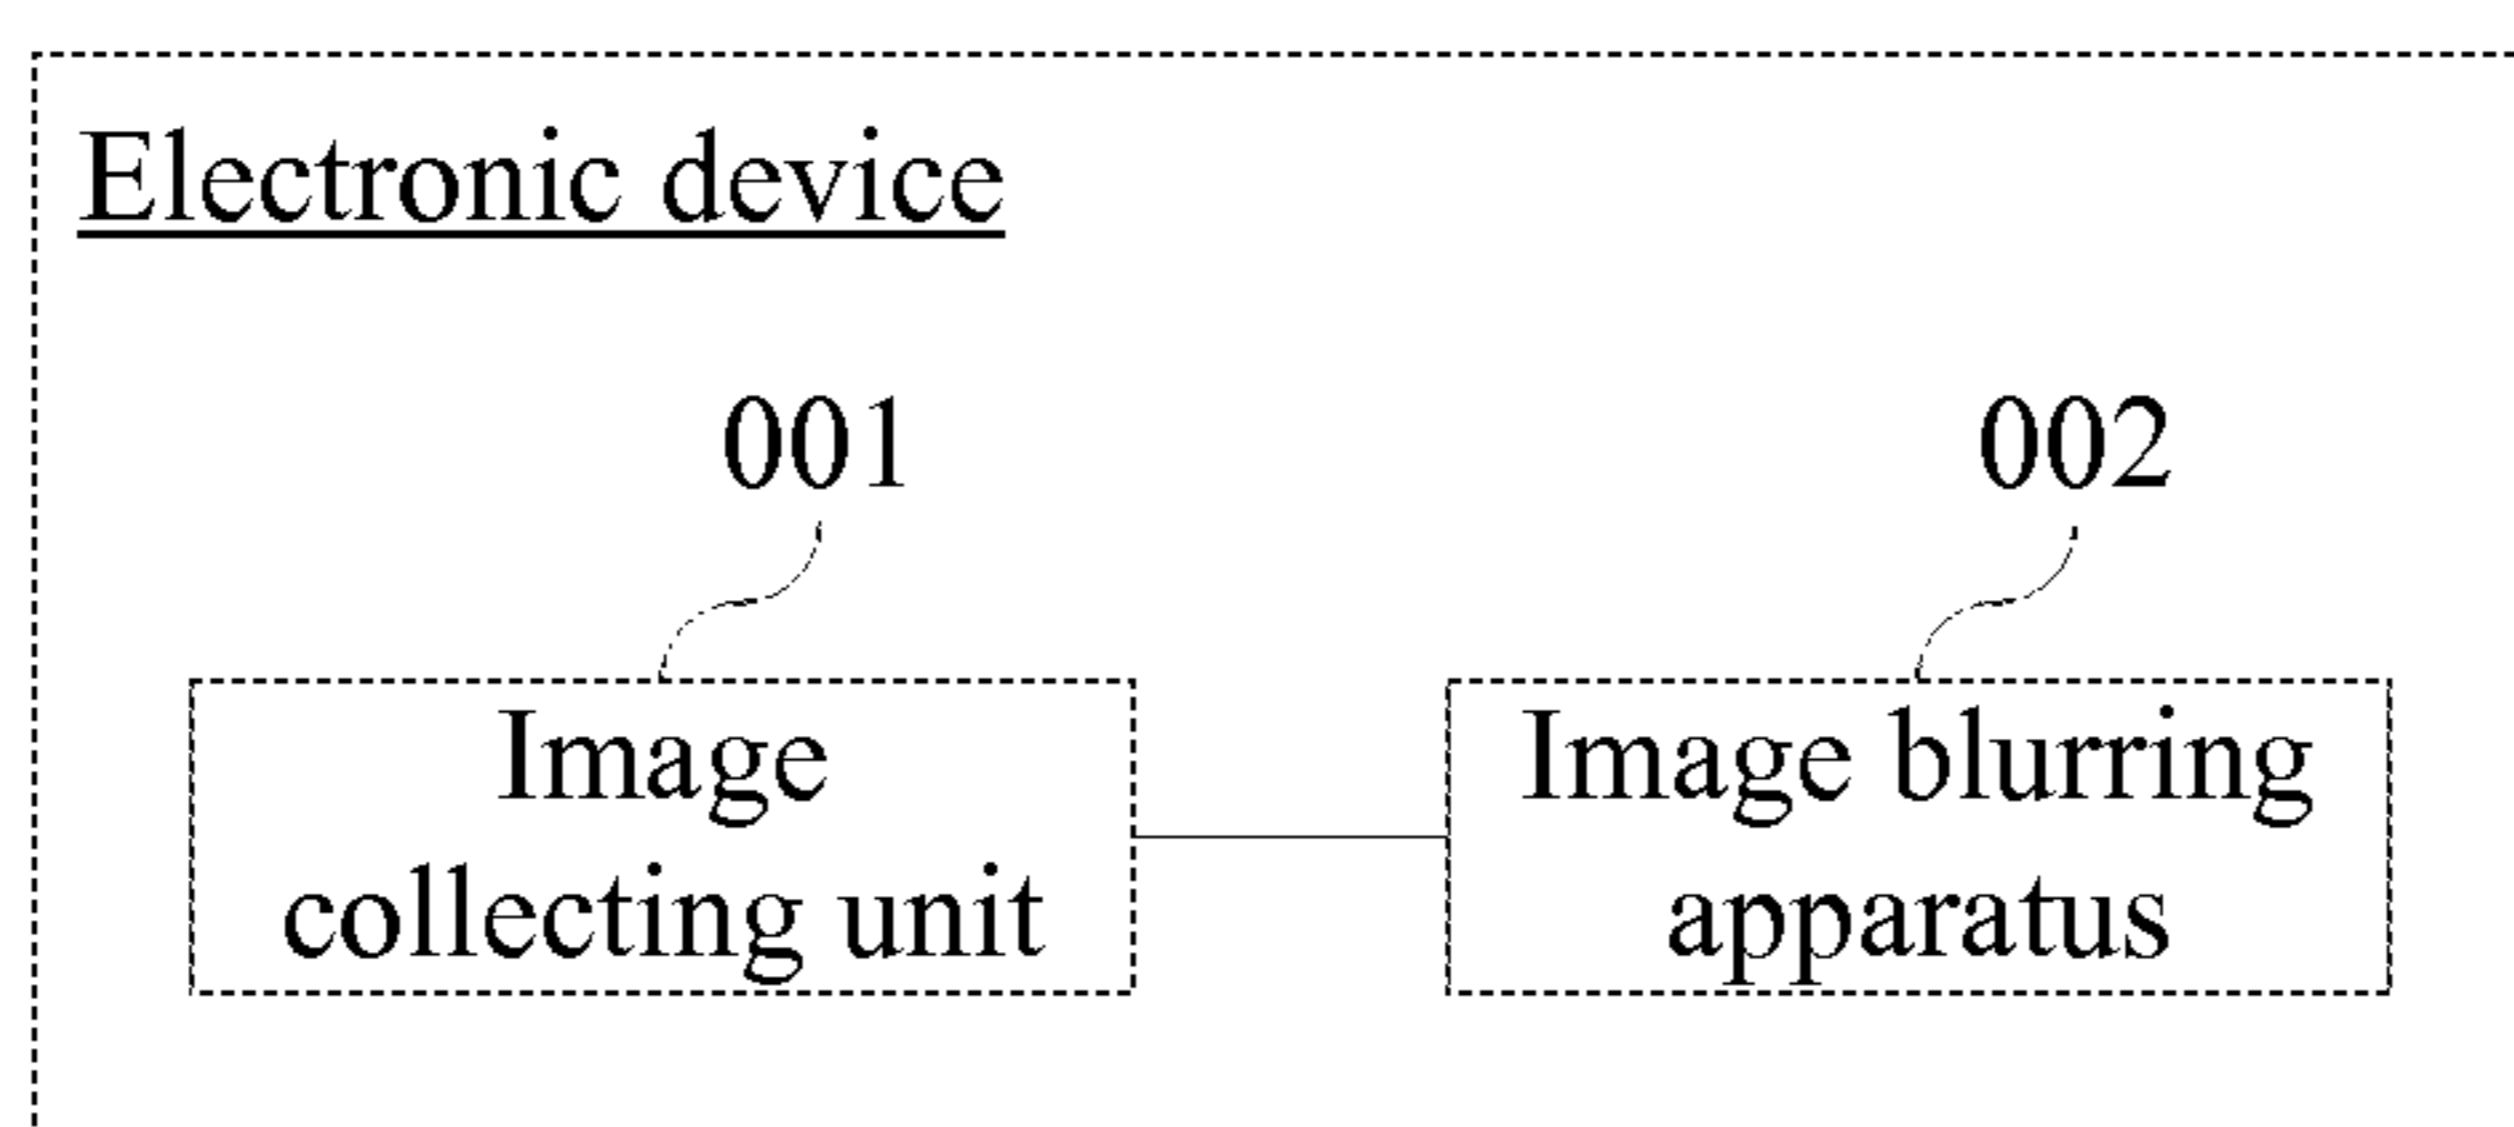 Electronic device
001
002
Image
collecting unit
Image blurring
apparatus